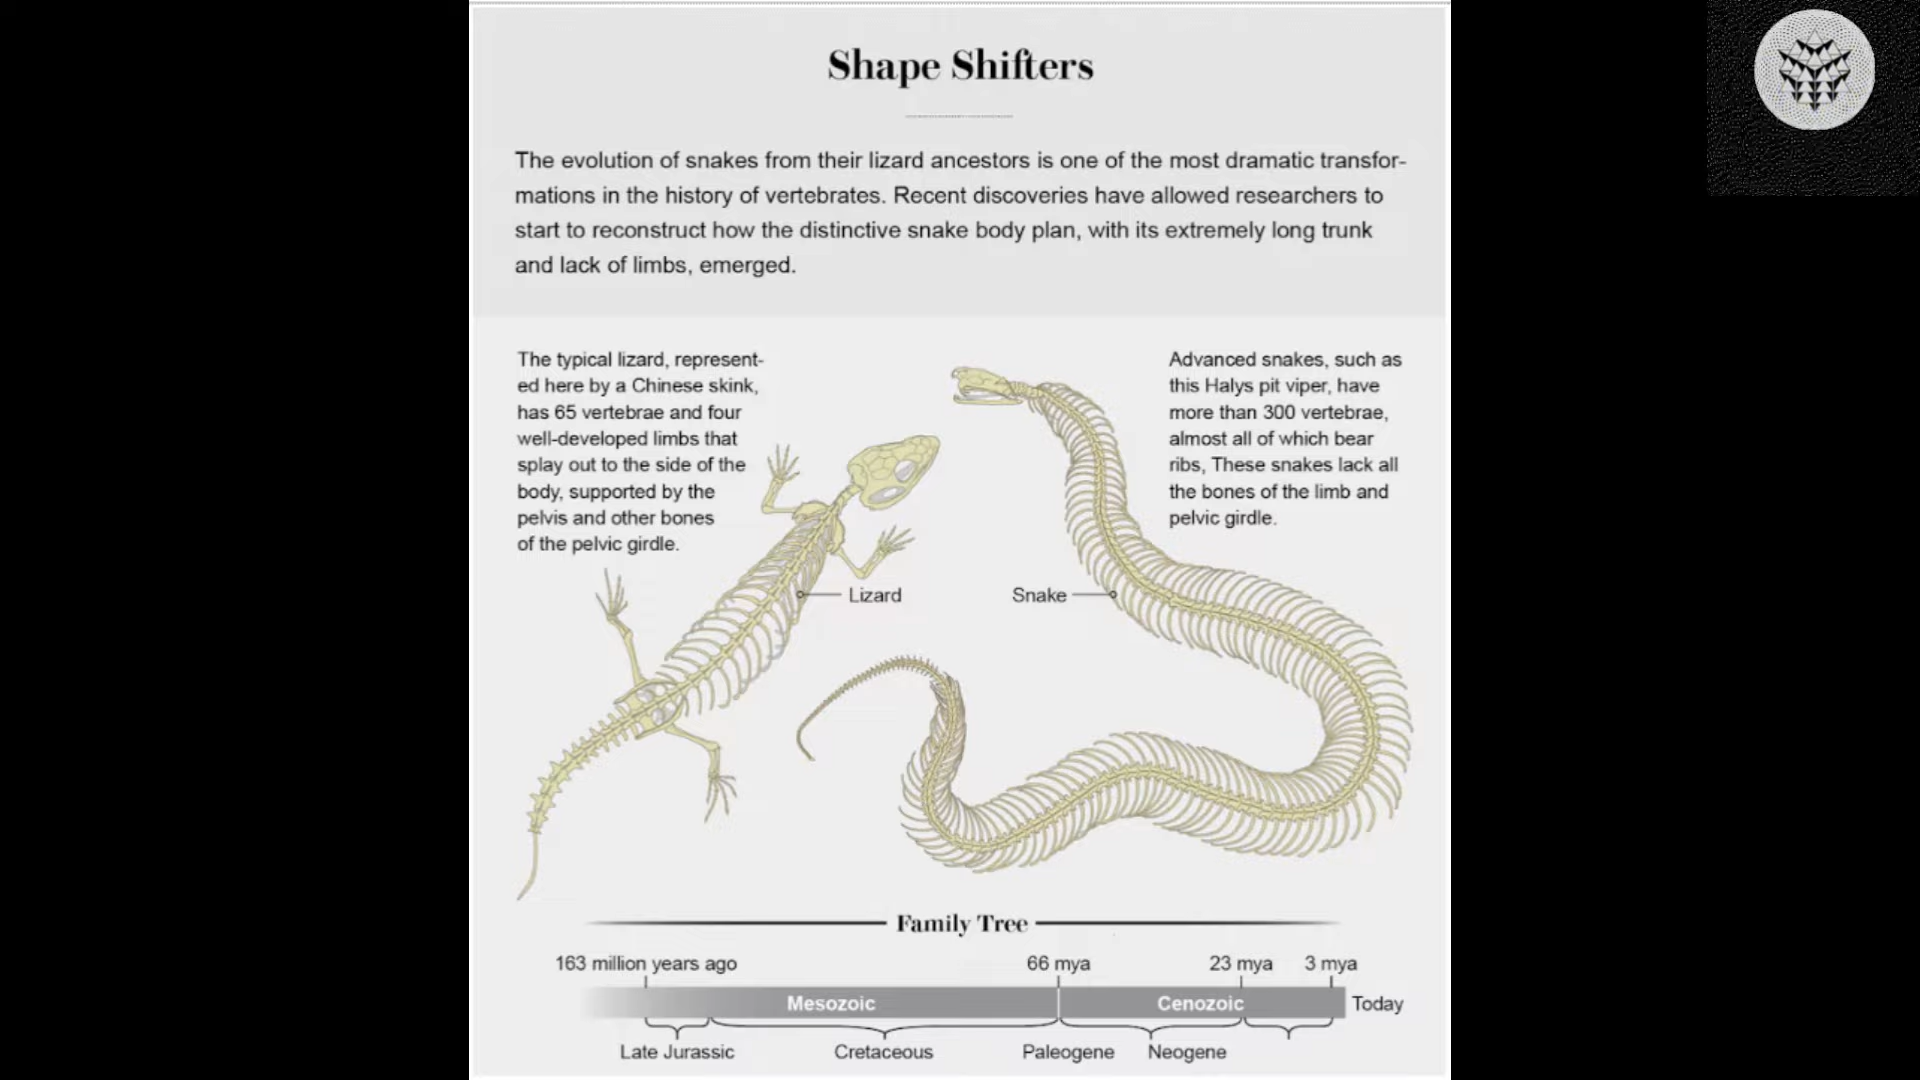 Shape Shifters
The evolution of snakes from their lizard ancestors is one of the most dramatic transfor-
mations in the history of vertebrates. Recent discoveries have allowed researchers to
start to reconstruct how the distinctive snake body plan, with its extremely long trunk
and lack of limbs, emerged.
The typical lizard, represent-
ed here by a Chinese skink,
has 65 vertebrae and four
well-developed limbs that
splay out to the side of the
body, supported by the
pelvis and other bones
of the pelvic girdle.
Advanced snakes, such as
this Halys pit viper, have
more than 300 vertebrae,
almost all of which bear
ribs, These snakes lack all
the bones of the limb and
pelvic girdle.
Lizard
Snake
Family Tree
163 million years ago
66 mya
23 mya
3 mya
Mesozoic
Cenozoic
Today
Late Jurassic
Cretaceous
Paleogene
Neogene